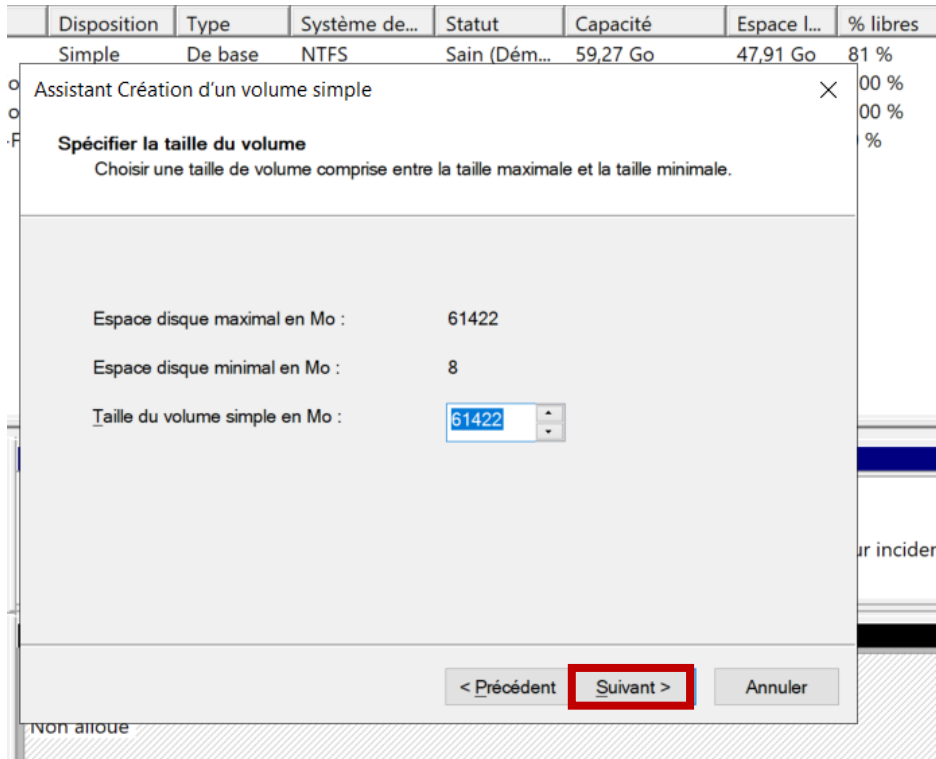 Disposition Type Système de... Statut Capacité Espace l... % libres
Simple De base NTFS Sain (Dém... 59,27 Go 47,91 Go 81 %
Assistant Création d'un volume simple
00 %
00 %
%
Spécifier la taille du volume
Choisir une taille de volume comprise entre la taille maximale et la taille minimale.
Espace disque maximal en Mo : 61422
Espace disque minimal en Mo : 8
Taille du volume simple en Mo : 61422
ur inciden
< Précédent Suivant > Annuler
Non alloué